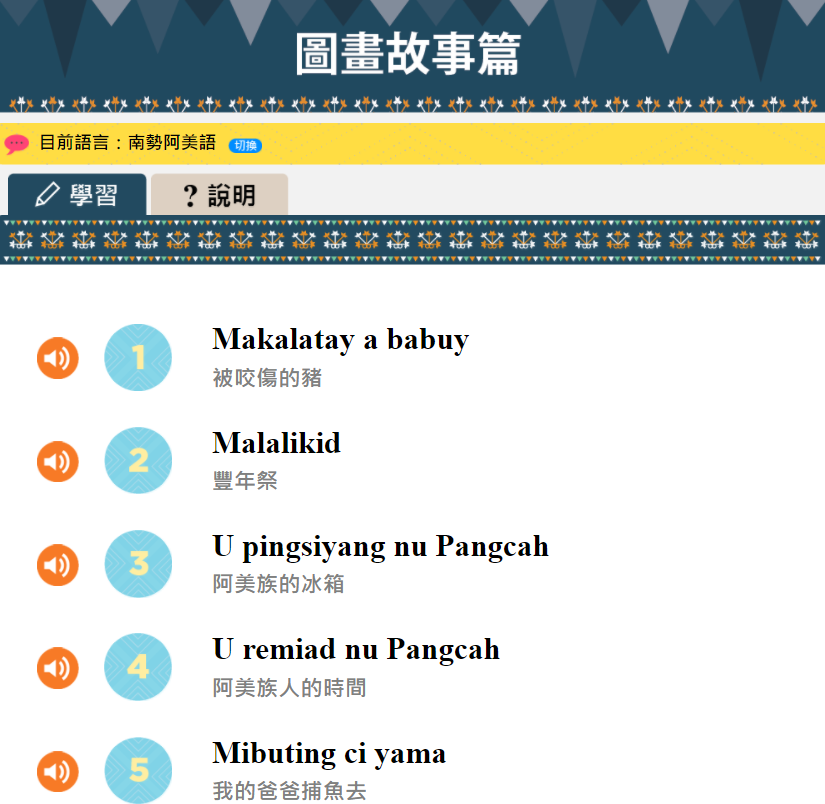 圖畫故事篇
目前語言：南勢阿美語 切換
學習 ? 說明
1 Makalatay a babuy
被咬傷的豬
2 Malalikid
豐年祭
3 U pingsiyang nu Pangcah
阿美族的冰箱
4 U remiad nu Pangcah
阿美族人的時間
5 Mibuting ci yama
我的爸爸捕魚去